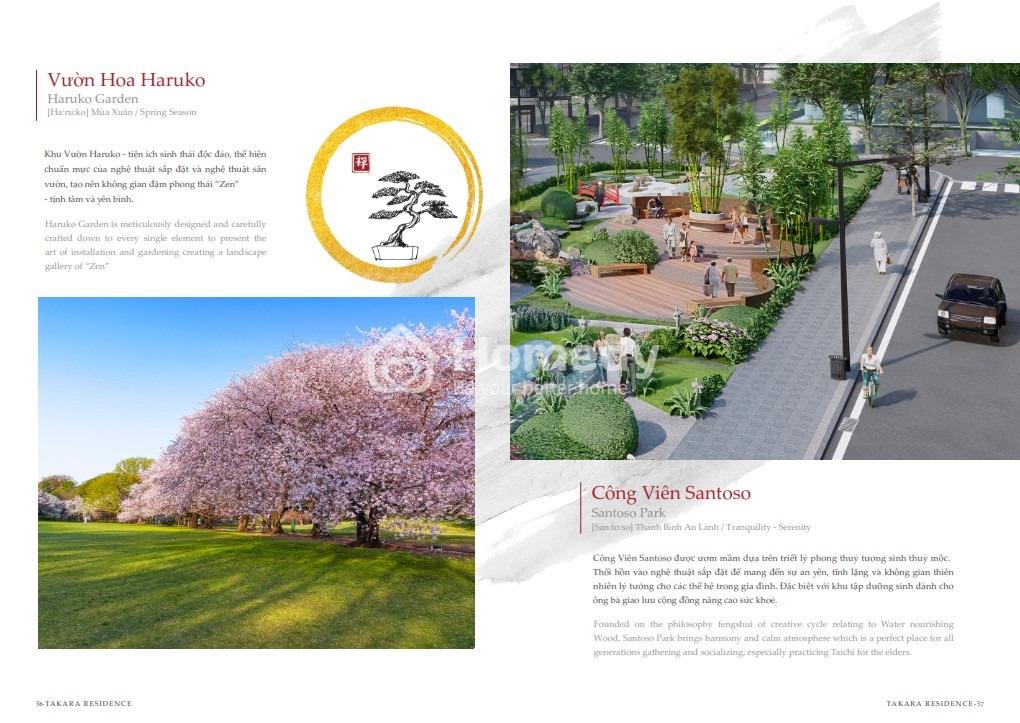 Vườn Hoa Haruko
Haruko Garden
[Ha:ru:ko] Mùa Xuân / Spring Season
Khu Vườn Haruko - tiện ích sinh thái độc đáo, thể hiện
chuẩn mực của nghệ thuật sắp đặt và nghệ thuật sân
vườn, tạo nên không gian đậm phong thái “Zen”
- tịnh tâm và yên bình.
Haruko Garden is meticulously designed and carefully
crafted down to every single element to present the
art of installation and gardening creating a landscape
gallery of “Zen”
禪
Homedy
Công Viên Santoso
Santoso Park
[San:to:so] Thanh Bình An Lành / Tranquility - Serenity
Công Viên Santoso được ươm mầm dựa trên triết lý phong thuỷ tương sinh thuỷ mộc.
Thổi hồn vào nghệ thuật sắp đặt để mang đến sự an yên, tĩnh lặng và không gian thiên
nhiên lý tưởng cho các thế hệ trong gia đình. Đặc biệt với khu tập dưỡng sinh dành cho
ông bà giao lưu cộng đồng nâng cao sức khoẻ.
Founded on the philosophy fengshui of creative cycle relating to Water nourishing
Wood, Santoso Park brings harmony and calm atmosphere which is a perfect place for all
generations gathering and socializing; especially practicing Taichi for the elders.
56-TAKARA RESIDENCE
TAKARA RESIDENCE-57